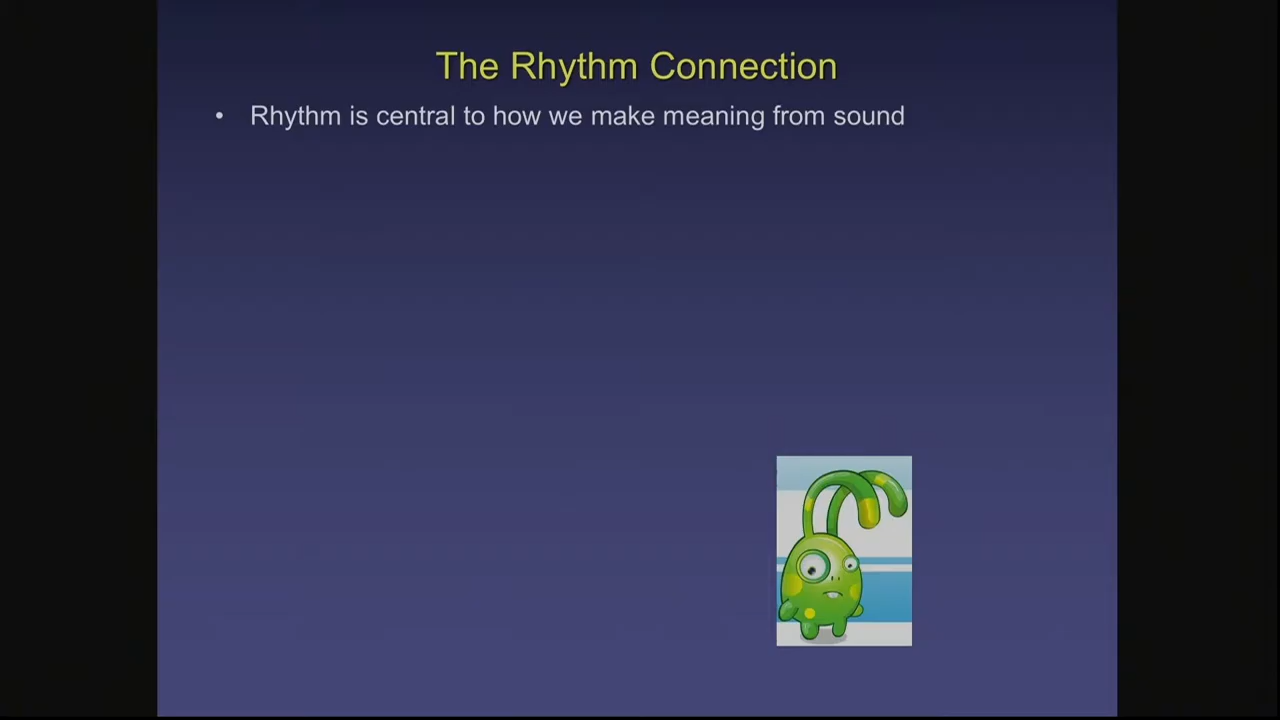 The Rhythm Connection
• Rhythm is central to how we make meaning from sound